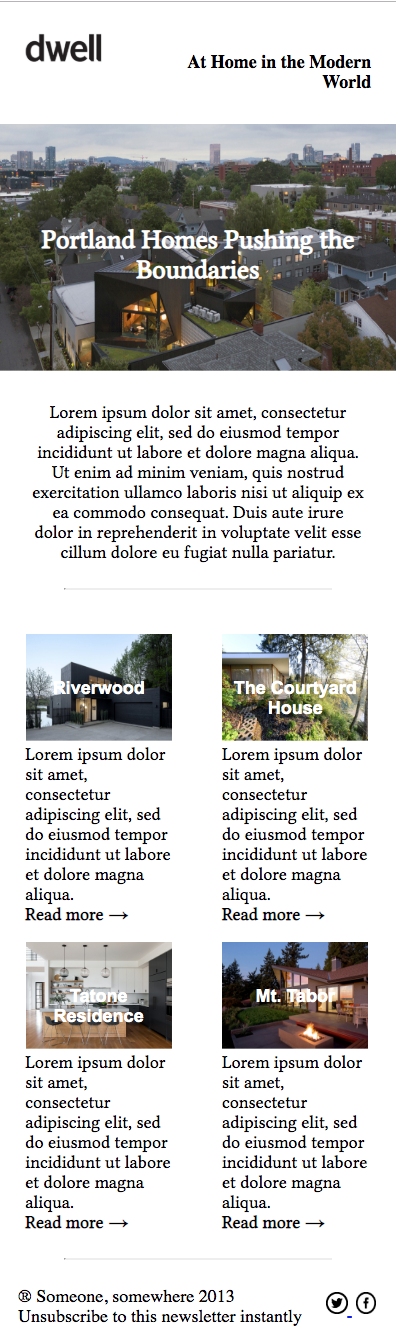 dwell
At Home in the Modern
World
Portland Homes Pushing the
Boundaries
Lorem ipsum dolor sit amet, consectetur
adipiscing elit, sed do eiusmod tempor
incididunt ut labore et dolore magna aliqua.
Ut enim ad minim veniam, quis nostrud
exercitation ullamco laboris nisi ut aliquip ex
ea commodo consequat. Duis aute irure
dolor in reprehenderit in voluptate velit esse
cillum dolore eu fugiat nulla pariatur.
Riverwood
Lorem ipsum dolor
sit amet,
consectetur
adipiscing elit, sed
do eiusmod tempor
incididunt ut labore
et dolore magna
aliqua.
Read more →
The Courtyard
House
Lorem ipsum dolor
sit amet,
consectetur
adipiscing elit, sed
do eiusmod tempor
incididunt ut labore
et dolore magna
aliqua.
Read more →
Tatone
Residence
Lorem ipsum dolor
sit amet,
consectetur
adipiscing elit, sed
do eiusmod tempor
incididunt ut labore
et dolore magna
aliqua.
Read more →
Mt. Tabor
Lorem ipsum dolor
sit amet,
consectetur
adipiscing elit, sed
do eiusmod tempor
incididunt ut labore
et dolore magna
aliqua.
Read more →
® Someone, somewhere 2013
Unsubscribe to this newsletter instantly